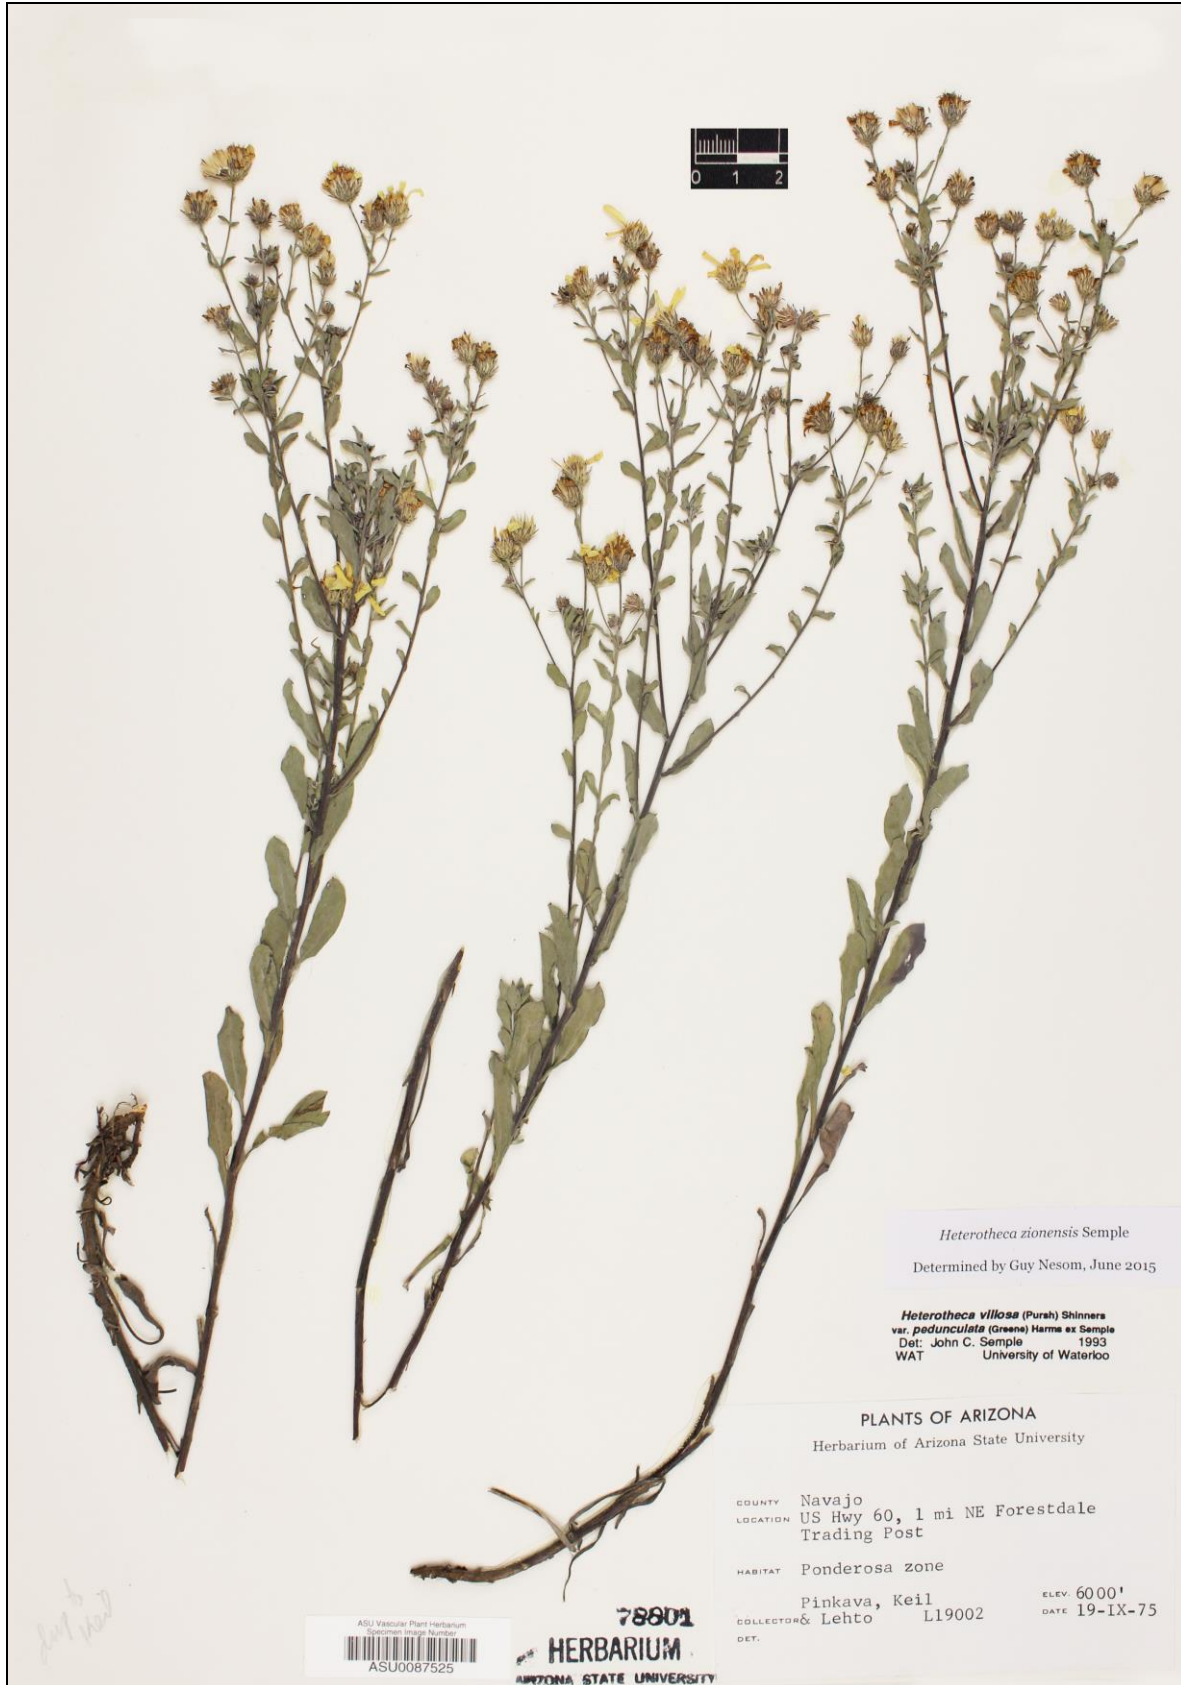 0 1 2
Heterotheca zionensis Semple
Determined by Guy Nesom, June 2015
Heterotheca villosa (Pursh) Shinners
var. pedunculata (Greene) Harms ex Semple
Det: John C. Semple 1993
WAT University of Waterloo
PLANTS OF ARIZONA
Herbarium of Arizona State University
COUNTY Navajo
LOCATION US Hwy 60, 1 mi NE Forestdale
Trading Post
HABITAT Ponderosa zone
Pinkava, Keil ELEV. 6000'
COLLECTOR & Lehto L19002 DATE 19-IX-75
DET.
78801
HERBARIUM
ARIZONA STATE UNIVERSITY
ASU Vascular Plant Herbarium
Specimen Image Number
ASU0087525
to